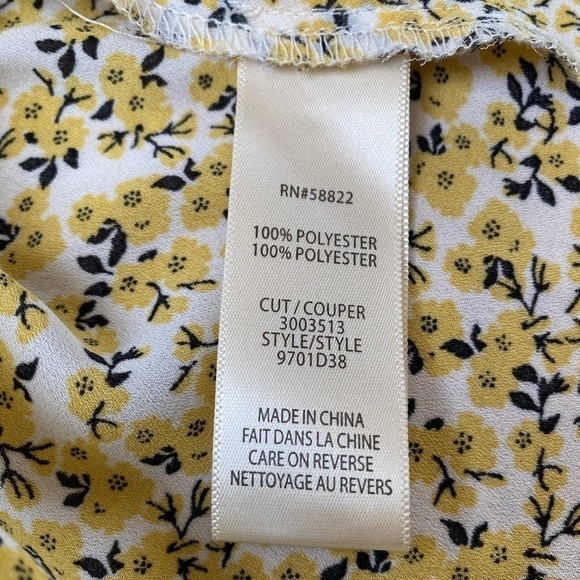 RN#58822
100% POLYESTER
100% POLYESTER
CUT / COUPER
3003513
STYLE/STYLE
9701D38
MADE IN CHINA
FAIT DANS LA CHINE
CARE ON REVERSE
NETTOYAGE AU REVERS